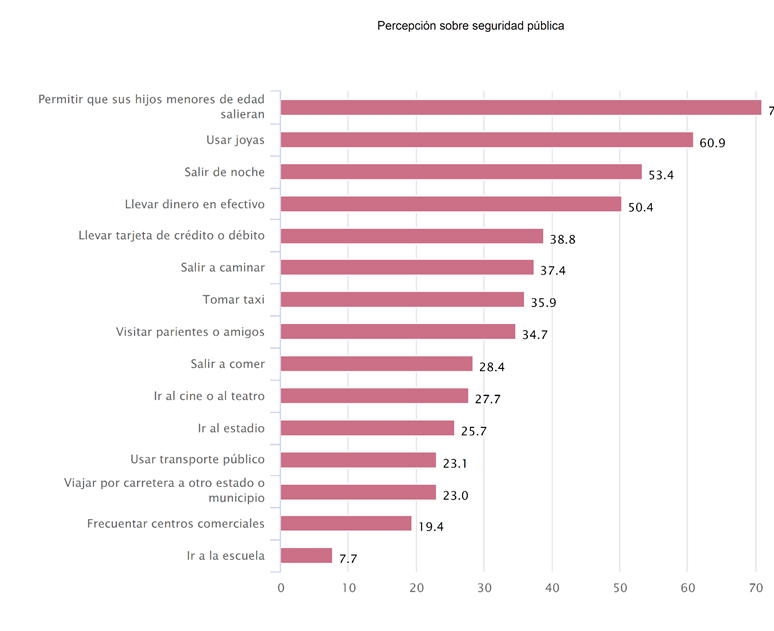 Percepción sobre seguridad pública
Permitir que sus hijos menores de edad
salieran
7
Usar joyas
60.9
Salir de noche
53.4
Llevar dinero en efectivo
50.4
Llevar tarjeta de crédito o débito
38.8
Salir a caminar
37.4
Tomar taxi
35.9
Visitar parientes o amigos
34.7
Salir a comer
28.4
Ir al cine o al teatro
27.7
Ir al estadio
25.7
Usar transporte público
23.1
Viajar por carretera a otro estado o
municipio
23.0
Frecuentar centros comerciales
19.4
Ir a la escuela
7.7
0 10 20 30 40 50 60 70